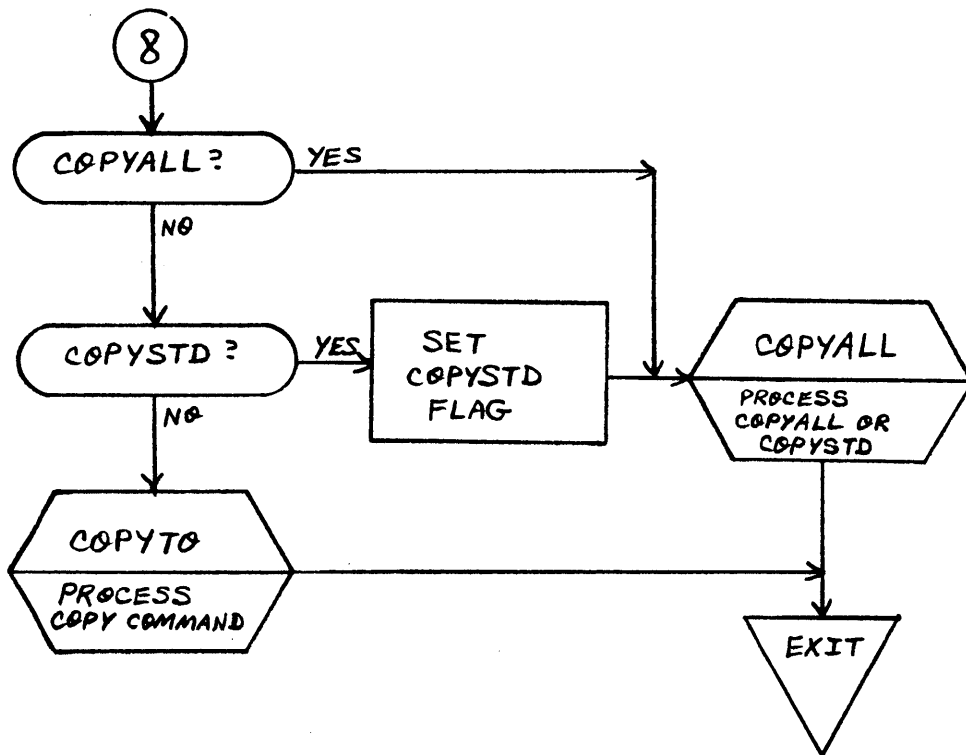 8
COPYALL?
YES
NO
COPYSTD?
YES
SET
COPYSTD
FLAG
COPYALL
PROCESS
COPYALL OR
COPYSTD
NO
COPYTO
PROCESS
COPY COMMAND
EXIT